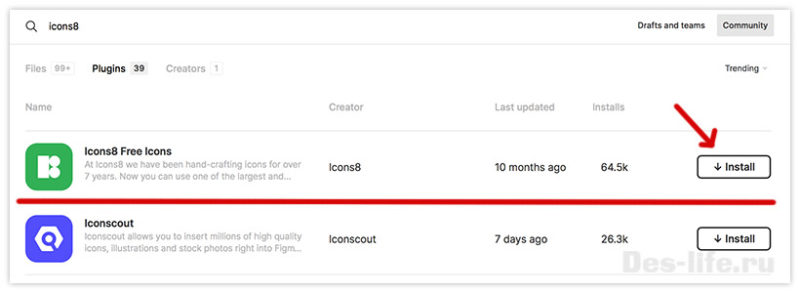 icons8
Drafts and teams
Community
Files 99+ Plugins 39 Creators 1
Trending
Name Creator Last updated Installs
Icons8 Free Icons
At Icons8 we have been hand-crafting icons for over
7 years. Now you can use one of the largest and...
Icons8
10 months ago
64.5k
Install
Iconscout
Iconscout allows you to insert millions of high quality
icons, illustrations and stock photos right into Figm...
Iconscout
7 days ago
26.3k
Install
Des-life.ru